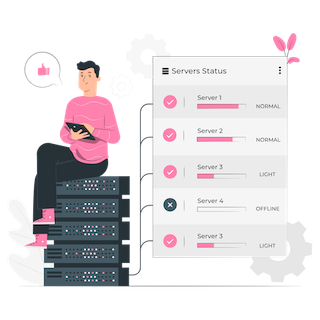 Servers Status
Server 1
NORMAL
Server 2
NORMAL
Server 3
LIGHT
Server 4
OFFLINE
Server 3
LIGHT